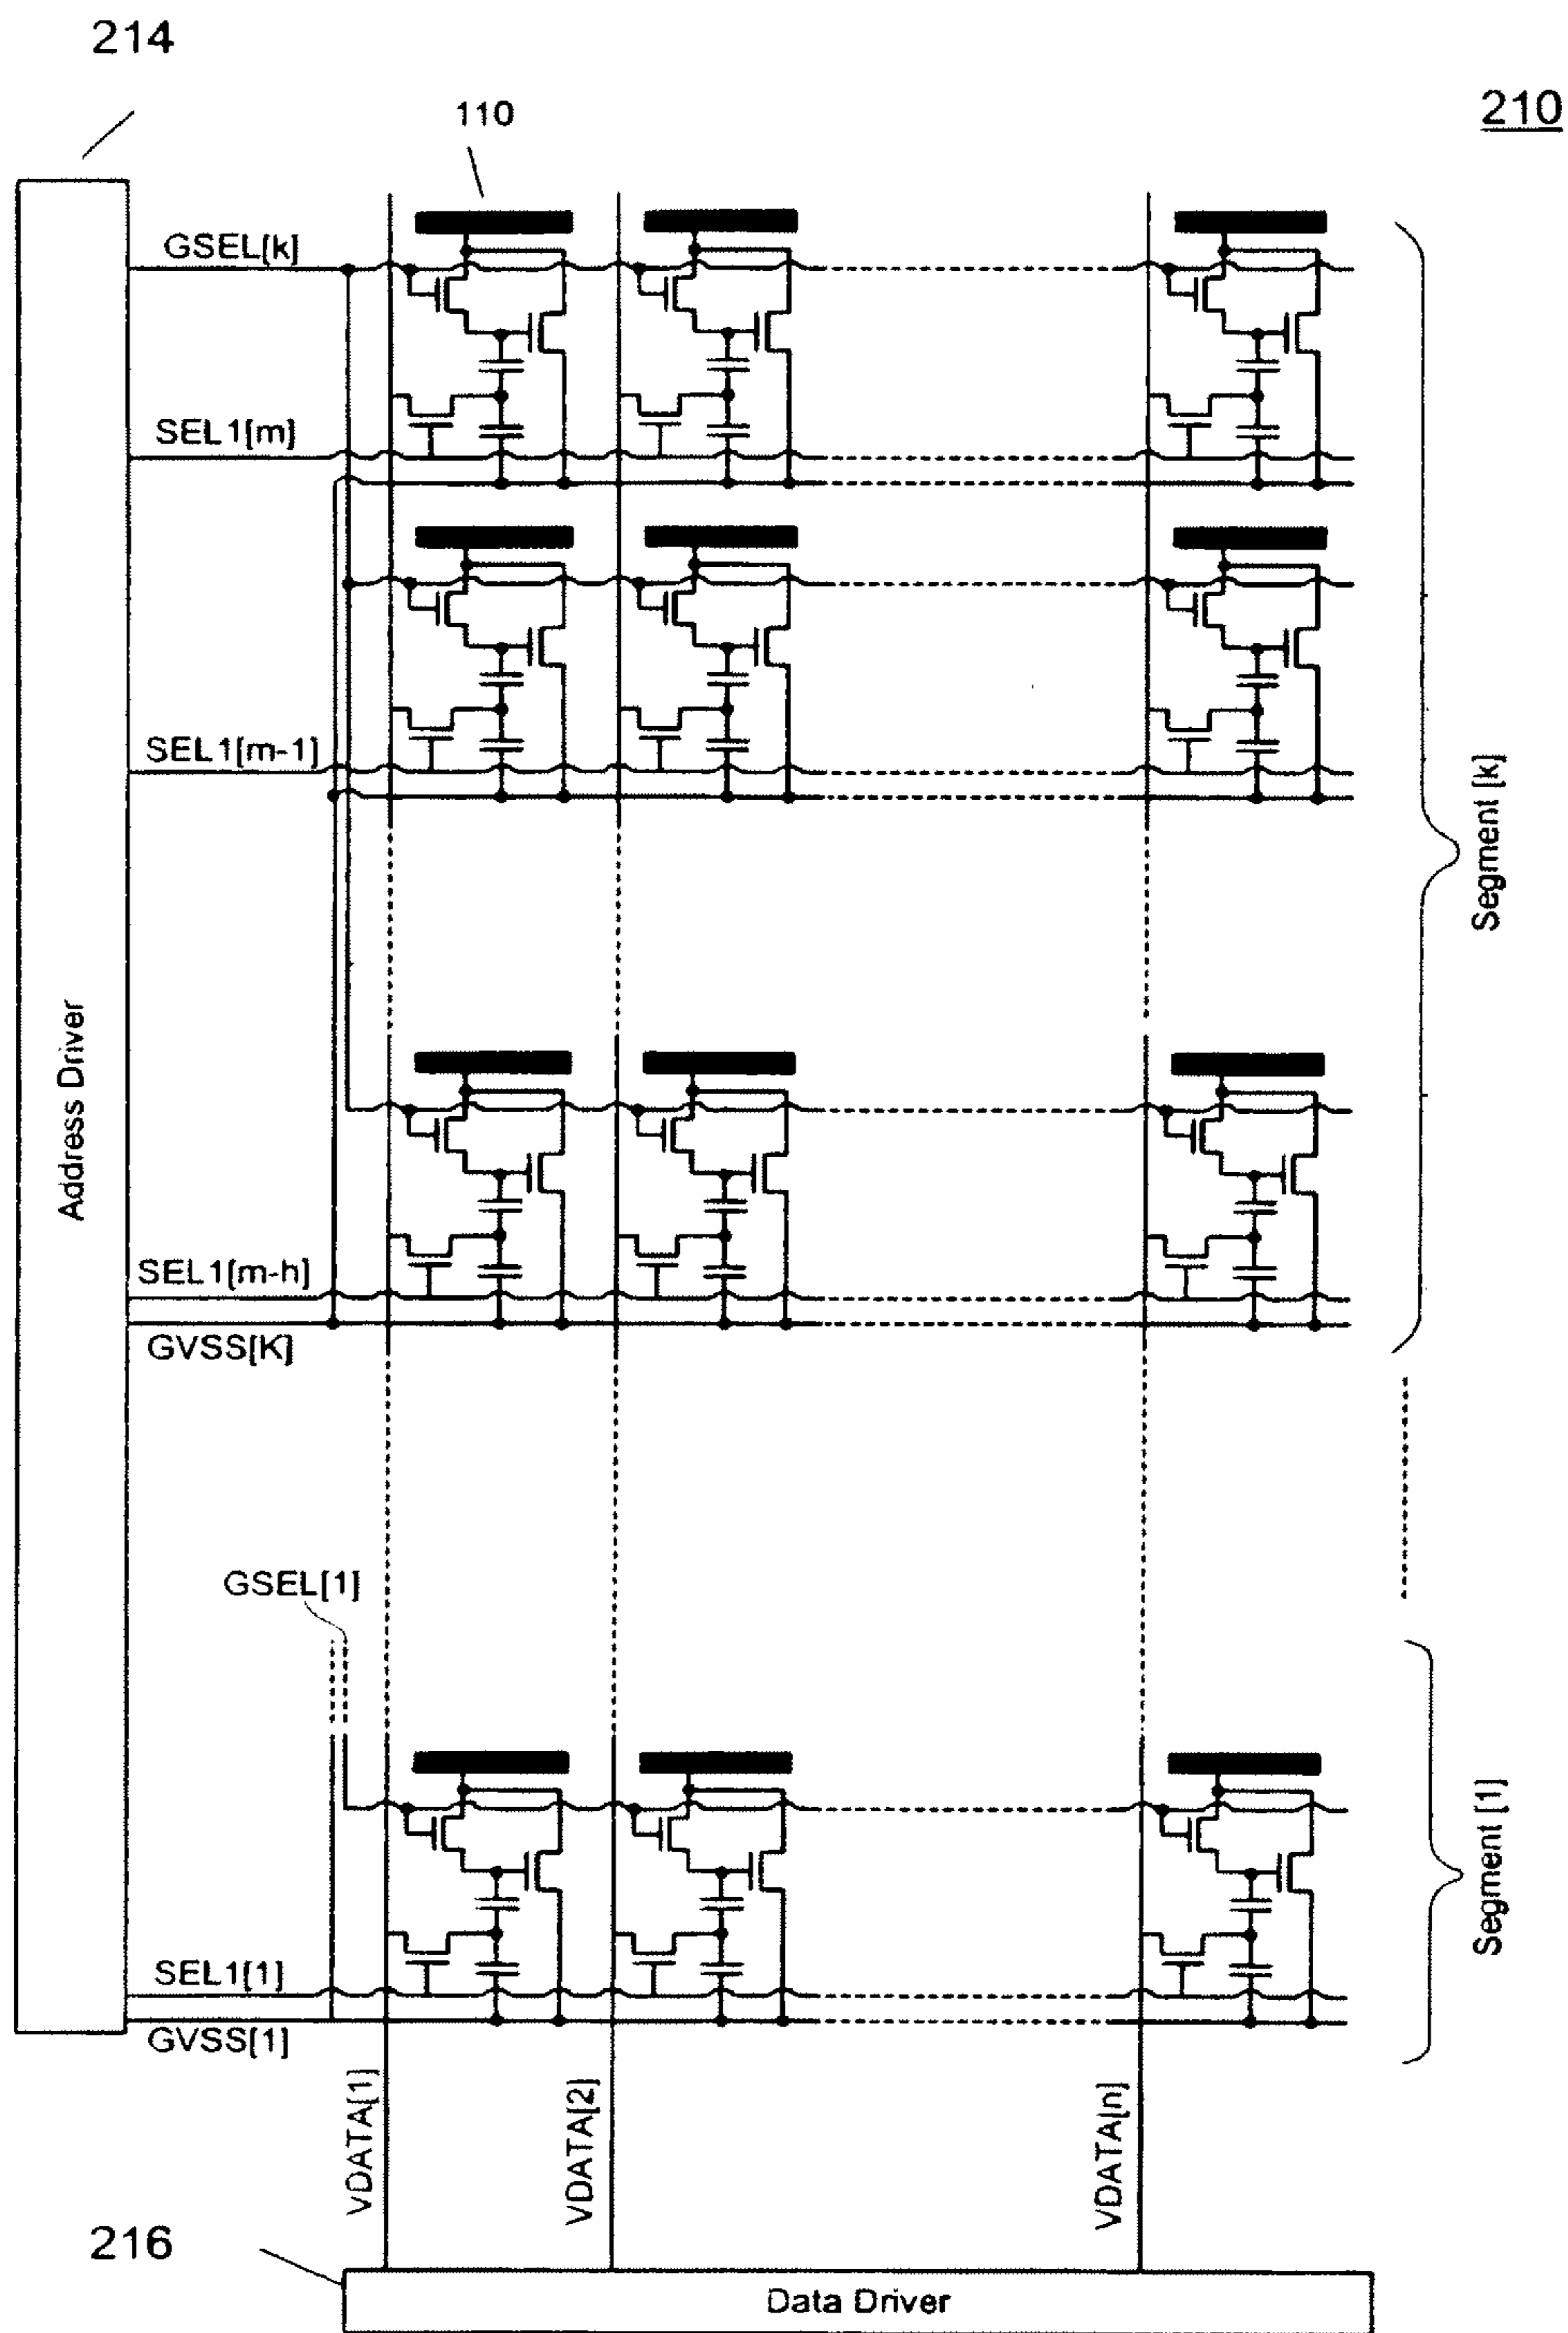 214
110
210
GSEL[k]
SEL1[m]
SEL1[m-1]
Segment [k]
Address Driver
SEL1[m-h]
GVSS[K]
GSEL[1]
Segment [1]
SEL1[1]
GVSS[1]
VDATA[1]
VDATA[2]
VDATA[n]
216
Data Driver